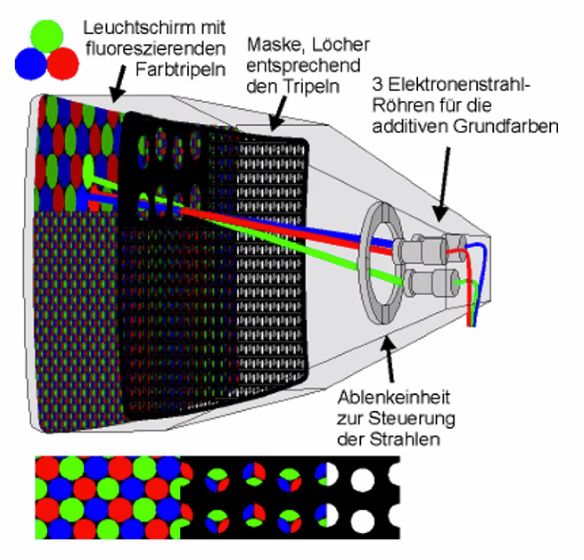 Leuchtschirm mit
fluoreszierenden
Farbtripeln
Maske, Löcher
entsprechend
den Tripeln
3 Elektronenstrahl-
Röhren für die
additiven Grundfarben
Ablenkeinheit
zur Steuerung
der Strahlen